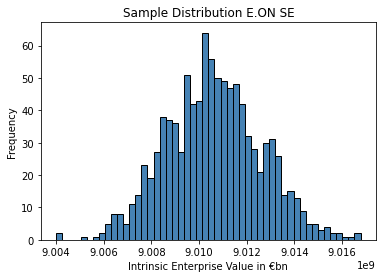 Sample Distribution E.ON SE
60
50
40
30
20
10
0
Frequency
9.004 9.006 9.008 9.010 9.012 9.014 9.016
1e9
Intrinsic Enterprise Value in €bn